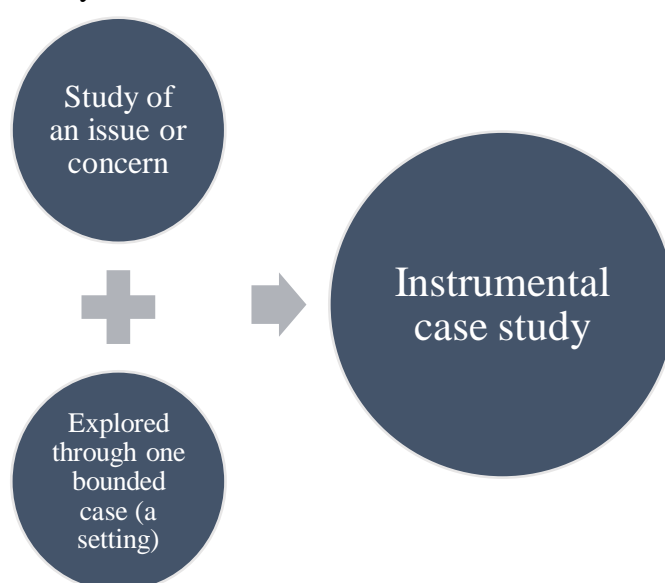 Study of
an issue or
concern
Explored
through one
bounded
case (a
setting)
Instrumental
case study